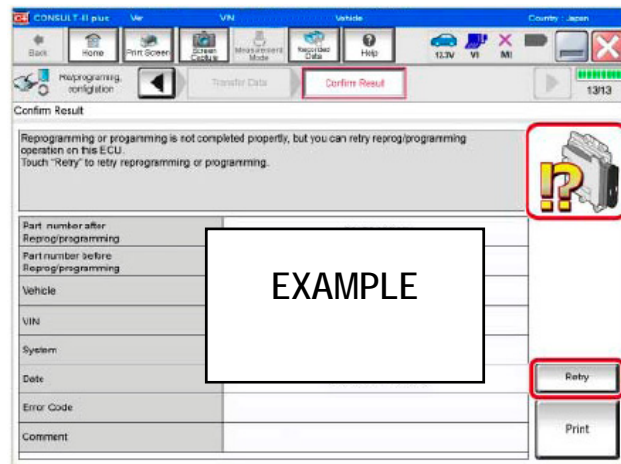 CONSULT-III plus Ver VIN Vehicle Country : Japan
Back Home Print Screen Screen Capture Measurement Mode Recorded Data Help 12.3V VI MI
Reprogramming, configlation Transfer Data Confirm Result 13/13
Confirm Result
Reprogramming or progamming is not completed propertly, but you can retry reprog/programming
operation on this ECU.
Touch "Retry" to retry reprogramming or programming.
!?
Part number after
Reprog/programming
Part number before
Reprog/programming
EXAMPLE
Vehicle
VIN
System
Date
Retry
Error Code
Comment
Print